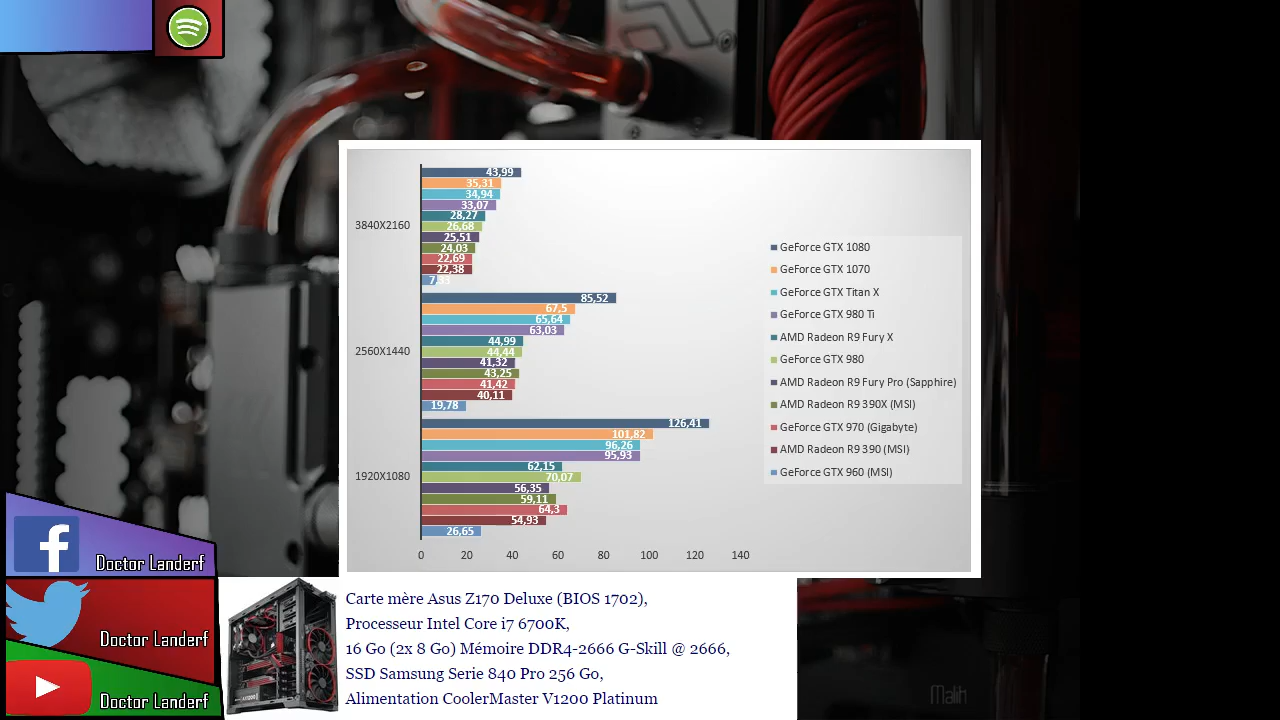 3840X2160
43,99
35,31
34,94
33,07
28,27
26,68
25,51
24,03
22,69
22,38
7,33
2560X1440
85,52
67,5
65,64
63,03
44,99
44,44
41,32
43,25
41,42
40,11
19,78
1920X1080
126,41
101,82
96,26
95,93
62,15
70,07
56,35
59,11
64,3
54,93
26,65
0 20 40 60 80 100 120 140
GeForce GTX 1080
GeForce GTX 1070
GeForce GTX Titan X
GeForce GTX 980 Ti
AMD Radeon R9 Fury X
GeForce GTX 980
AMD Radeon R9 Fury Pro (Sapphire)
AMD Radeon R9 390X (MSI)
GeForce GTX 970 (Gigabyte)
AMD Radeon R9 390 (MSI)
GeForce GTX 960 (MSI)
Doctor Landerf
Doctor Landerf
Doctor Landerf
Carte mère Asus Z170 Deluxe (BIOS 1702),
Processeur Intel Core i7 6700K,
16 Go (2x 8 Go) Mémoire DDR4-2666 G-Skill @ 2666,
SSD Samsung Serie 840 Pro 256 Go,
Alimentation CoolerMaster V1200 Platinum